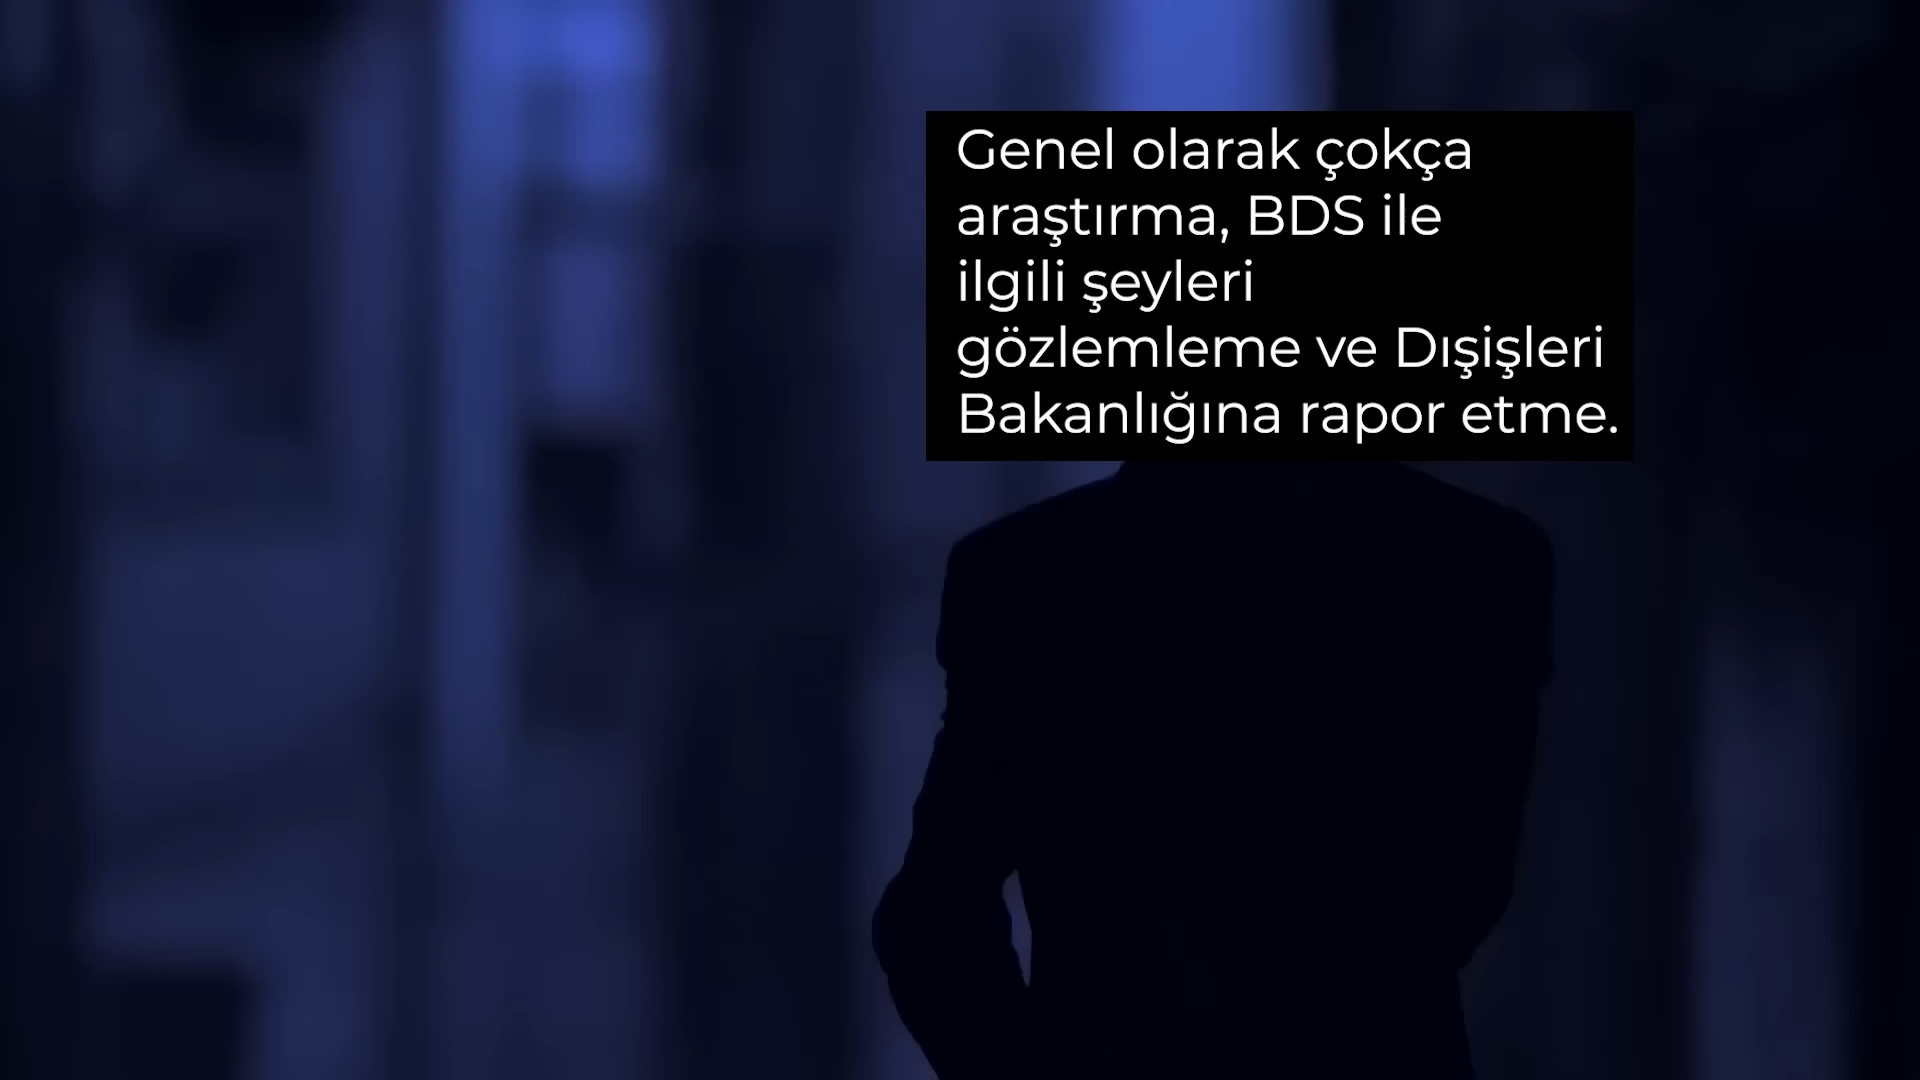 Genel olarak çokça
araştırma, BDS ile
ilgili şeyleri
gözlemleme ve Dışişleri
Bakanlığına rapor etme.